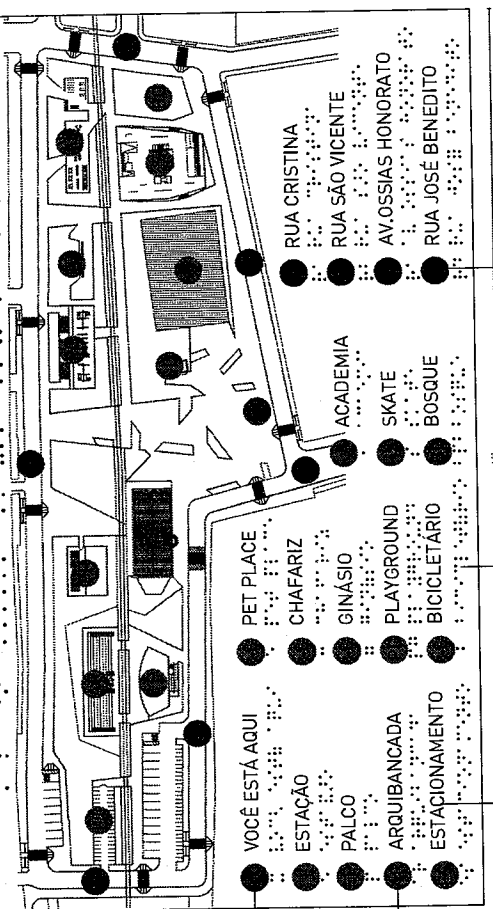 VOCÊ ESTÁ AQUI
ESTAÇÃO
PALCO
ARQUIBANCADA
ESTACIONAMENTO
PET PLACE
CHAFARIZ
GINÁSIO
PLAYGROUND
BICICLETÁRIO
ACADEMIA
SKATE
BOSQUE
RUA CRISTINA
RUA SÃO VICENTE
AV.OSSIAS HONORATO
RUA JOSÉ BENEDITO